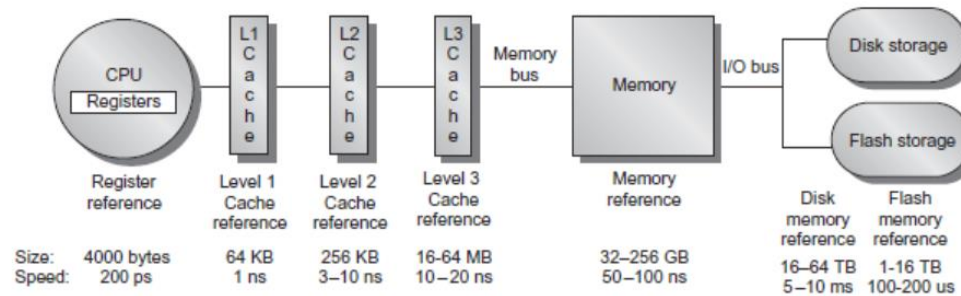 CPU
Registers
L1
C
a
c
h
e
L2
C
a
c
h
e
L3
C
a
c
h
e
Memory
bus
Memory
I/O bus
Disk storage
Flash storage
Register
reference
Level 1
Cache
reference
Level 2
Cache
reference
Level 3
Cache
reference
Memory
reference
Disk
memory
reference
Flash
memory
reference
Size: 4000 bytes 64 KB 256 KB 16-64 MB 32–256 GB 16–64 TB 1-16 TB
Speed: 200 ps 1 ns 3–10 ns 10–20 ns 50–100 ns 5–10 ms 100-200 us